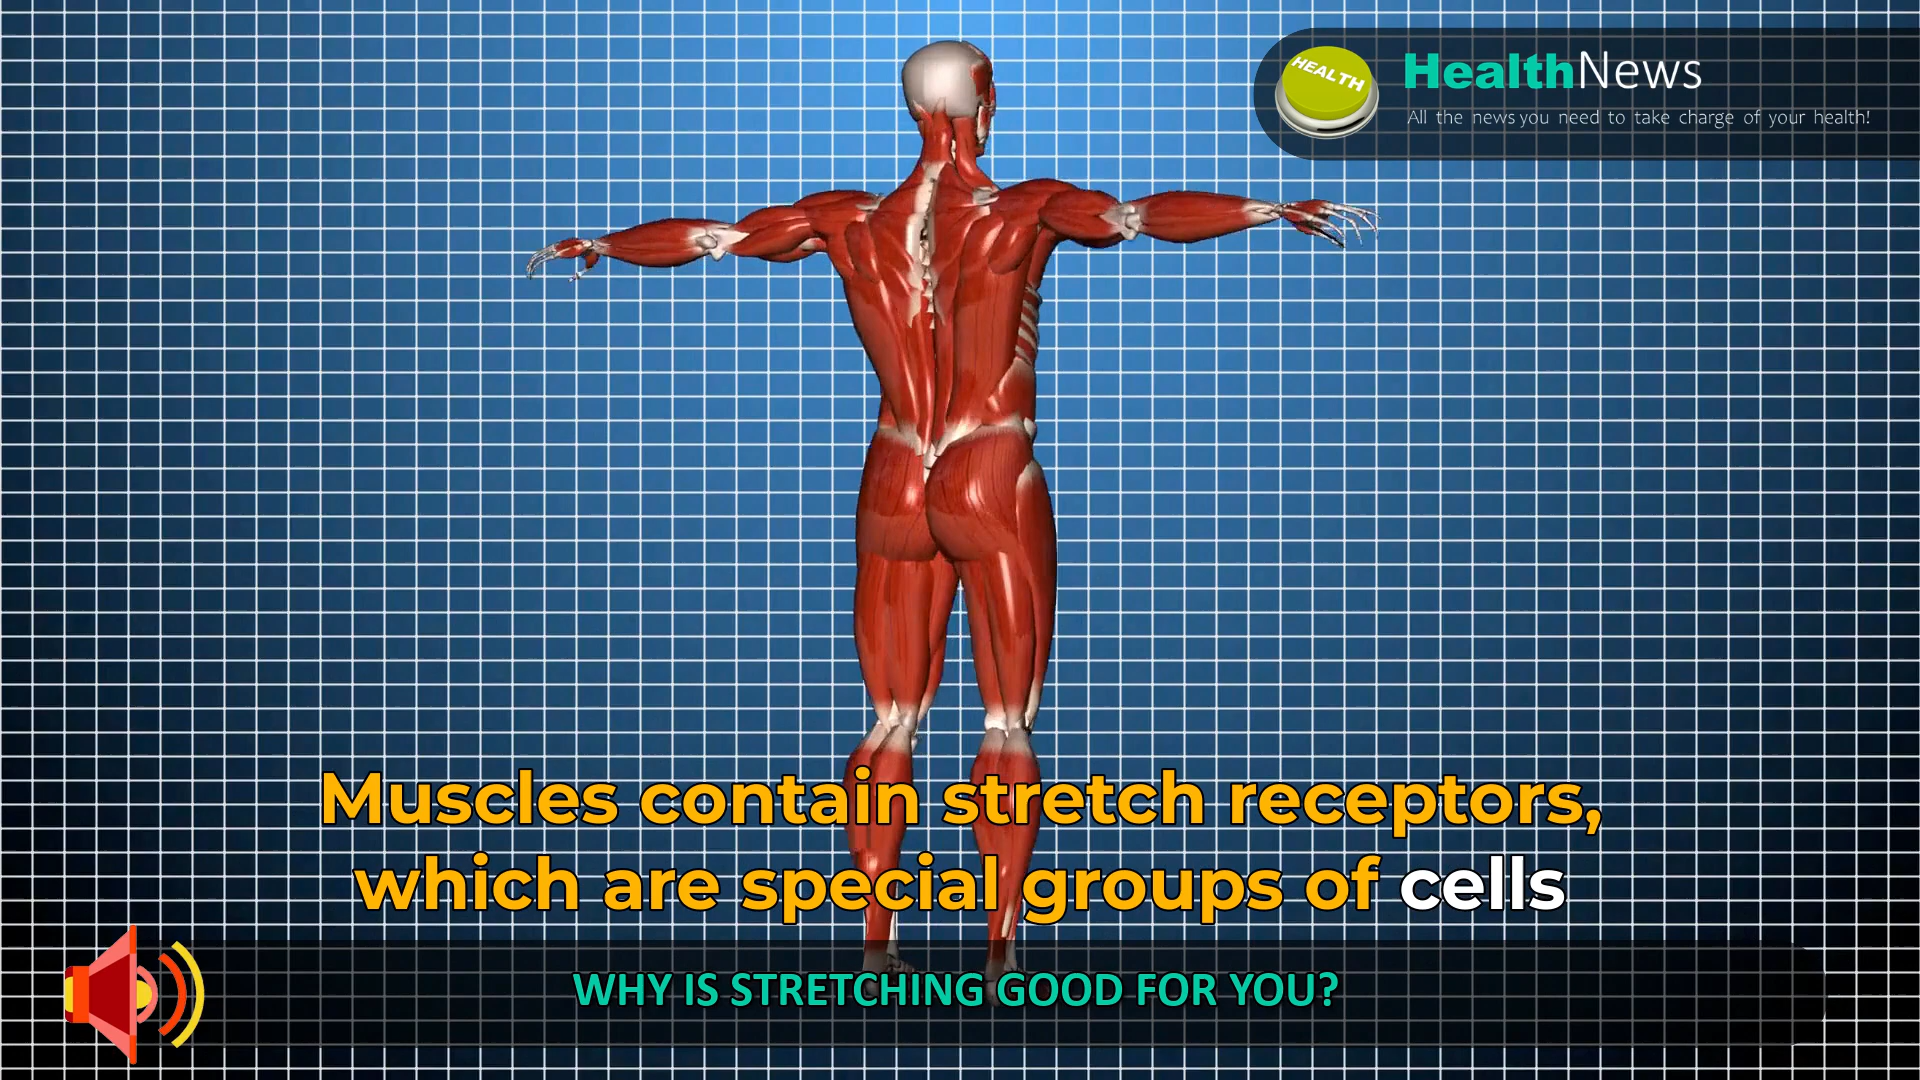 HEALTH
HealthNews
All the news you need to take charge of your health!
Muscles contain stretch receptors,
which are special groups of cells
WHY IS STRETCHING GOOD FOR YOU?